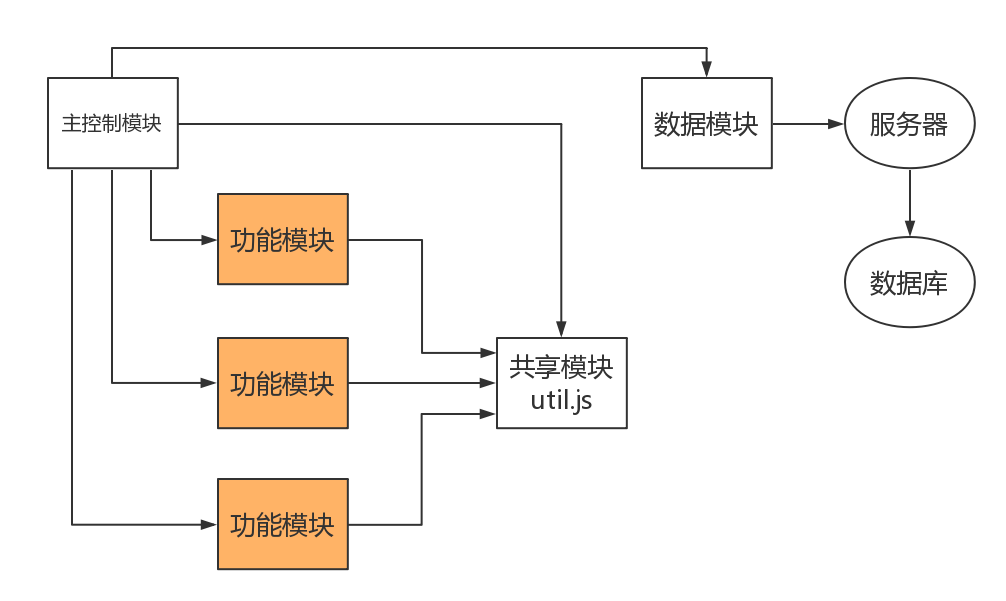 主控制模块
数据模块
服务器
功能模块
数据库
功能模块
共享模块
util.js
功能模块